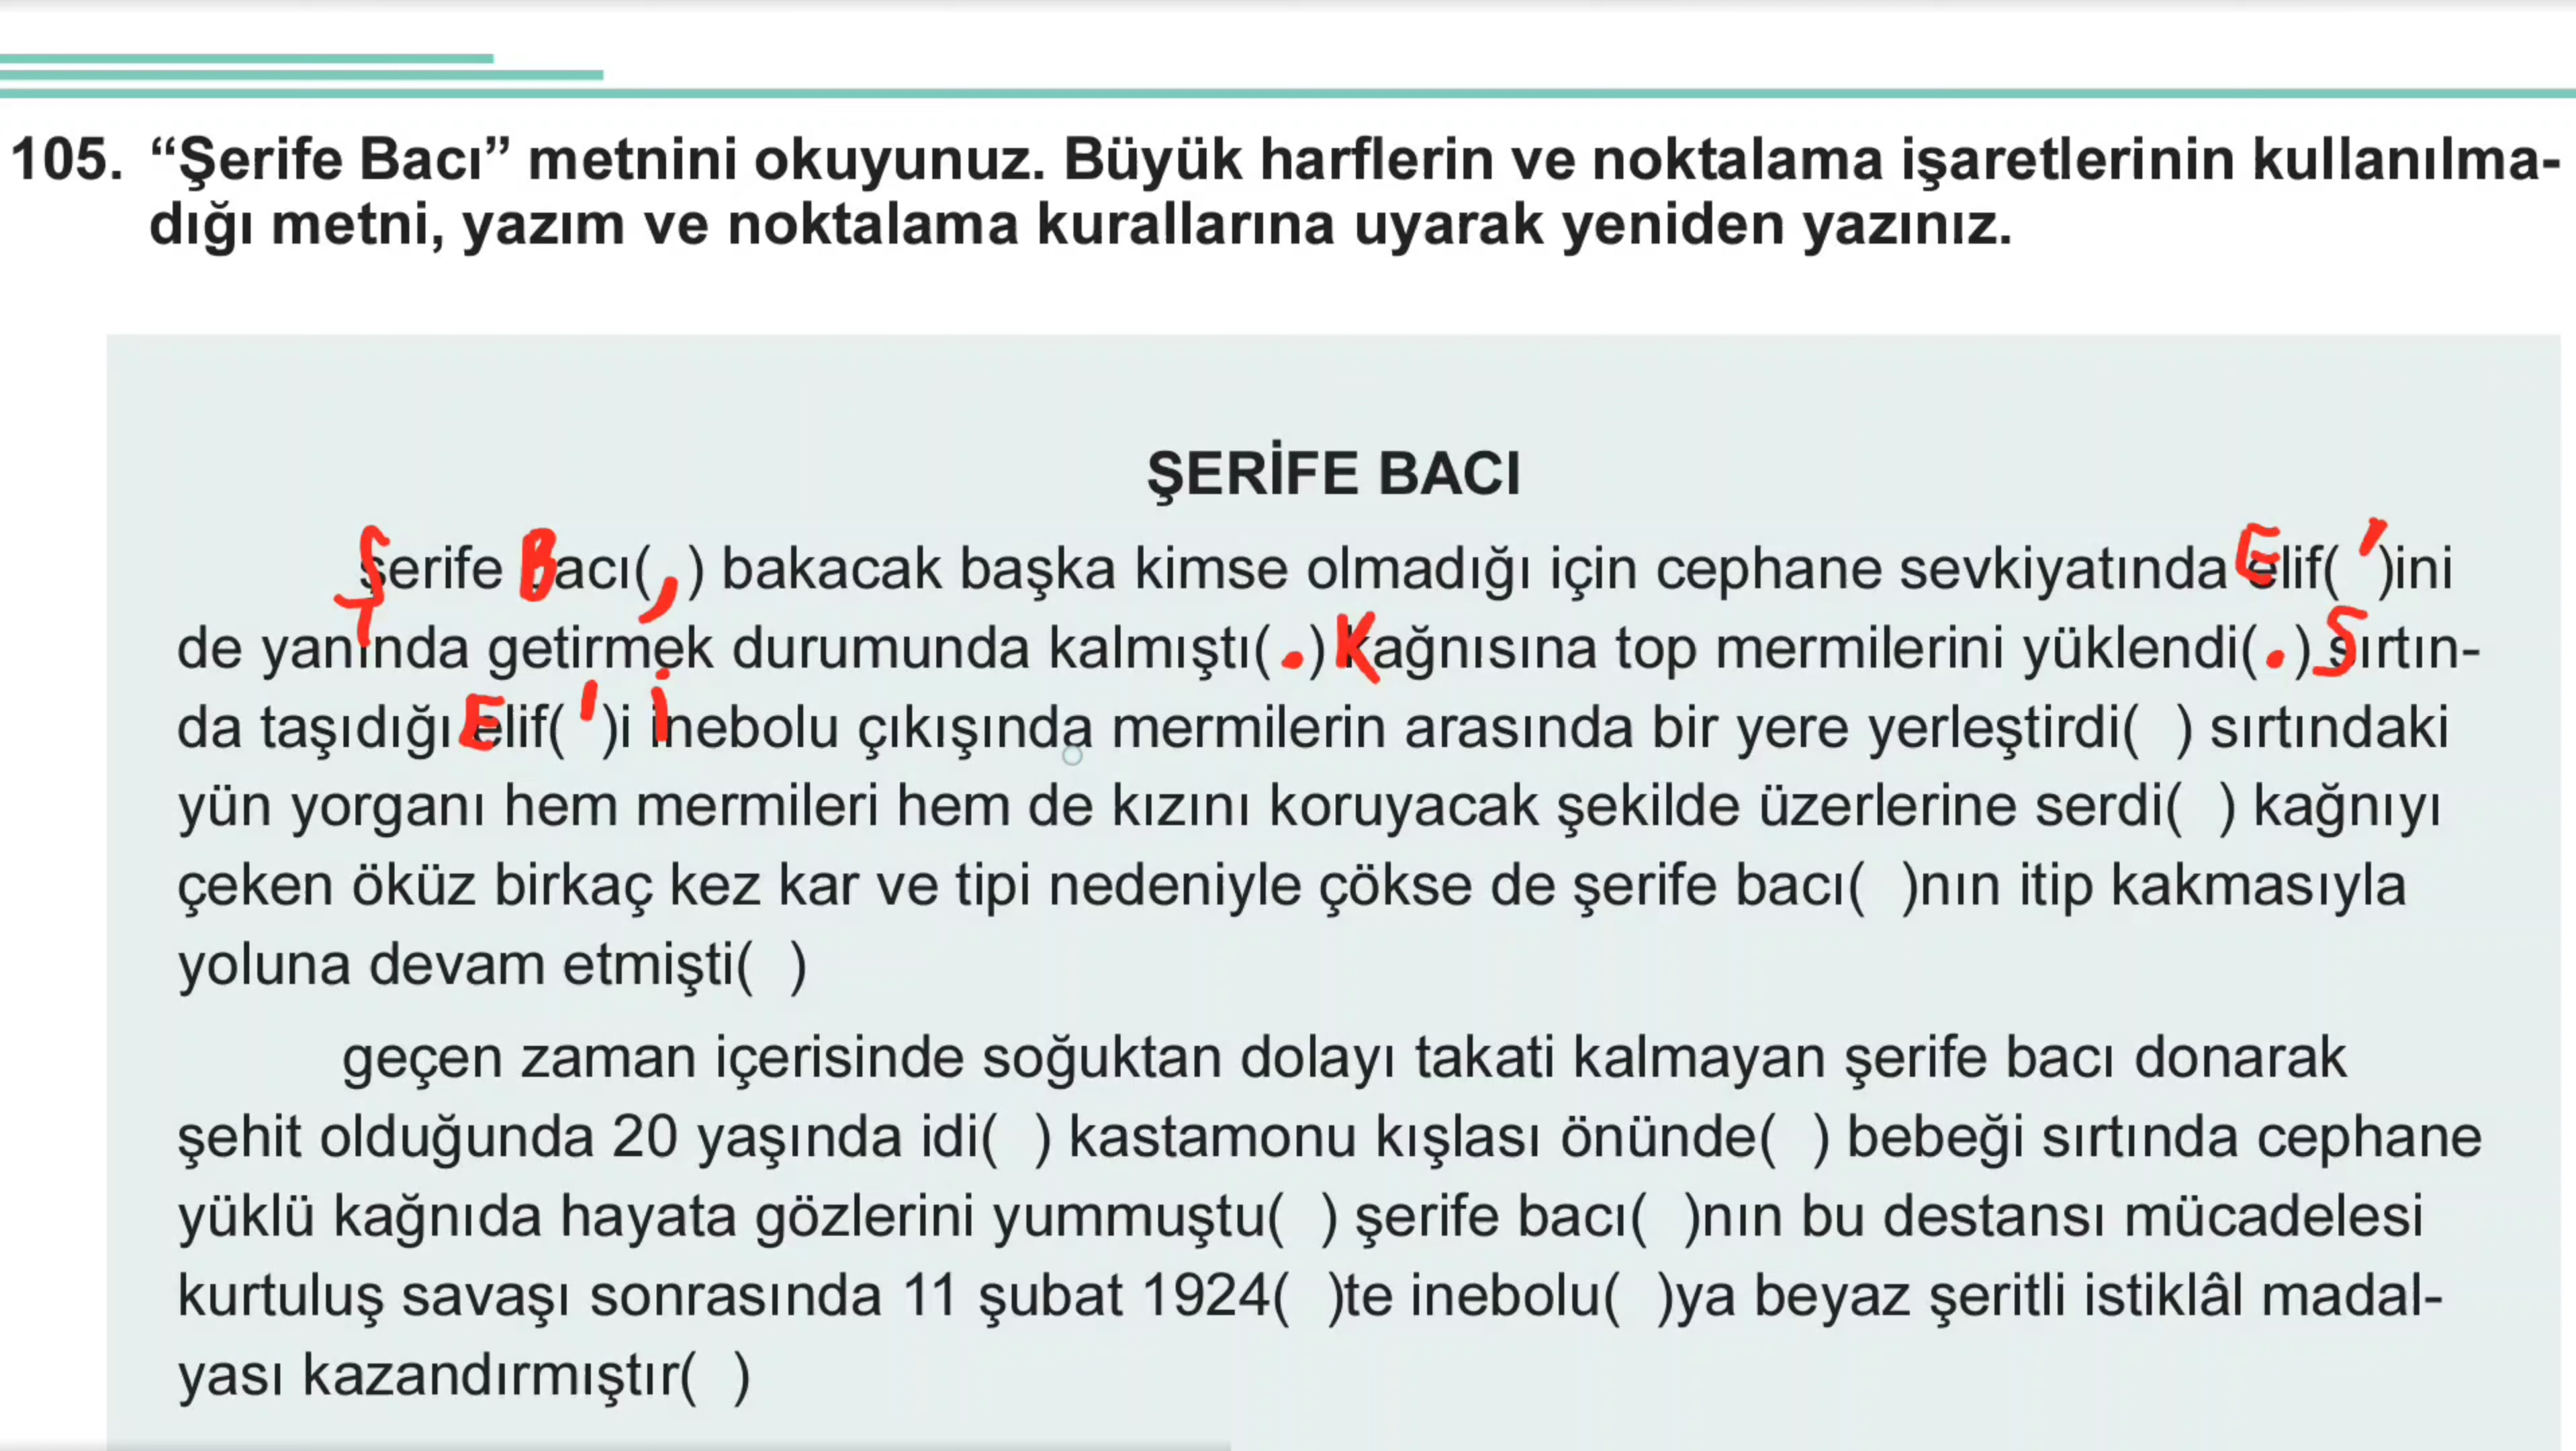 105. “Şerife Bacı” metnini okuyunuz. Büyük harflerin ve noktalama işaretlerinin kullanılma-
dığı metni, yazım ve noktalama kurallarına uyarak yeniden yazınız.
ŞERİFE BACI
Şerife Bacı(,) bakacak başka kimse olmadığı için cephane sevkiyatında Elif(')ini
de yanında getirmek durumunda kalmıştı(.) Kağnısına top mermilerini yüklendi(.) Sırtın-
da taşıdığı Elif(')i İnebolu çıkışında mermilerin arasında bir yere yerleştirdi( ) sırtındaki
yün yorganı hem mermileri hem de kızını koruyacak şekilde üzerlerine serdi( ) kağnıyı
çeken öküz birkaç kez kar ve tipi nedeniyle çökse de şerife bacı( )nın itip kakmasıyla
yoluna devam etmişti( )
geçen zaman içerisinde soğuktan dolayı takati kalmayan şerife bacı donarak
şehit olduğunda 20 yaşında idi( ) kastamonu kışlası önünde( ) bebeği sırtında cephane
yüklü kağnıda hayata gözlerini yummuştu( ) şerife bacı( )nın bu destansı mücadelesi
kurtuluş savaşı sonrasında 11 şubat 1924( )te inebolu( )ya beyaz şeritli istiklâl madal-
yası kazandırmıştır( )